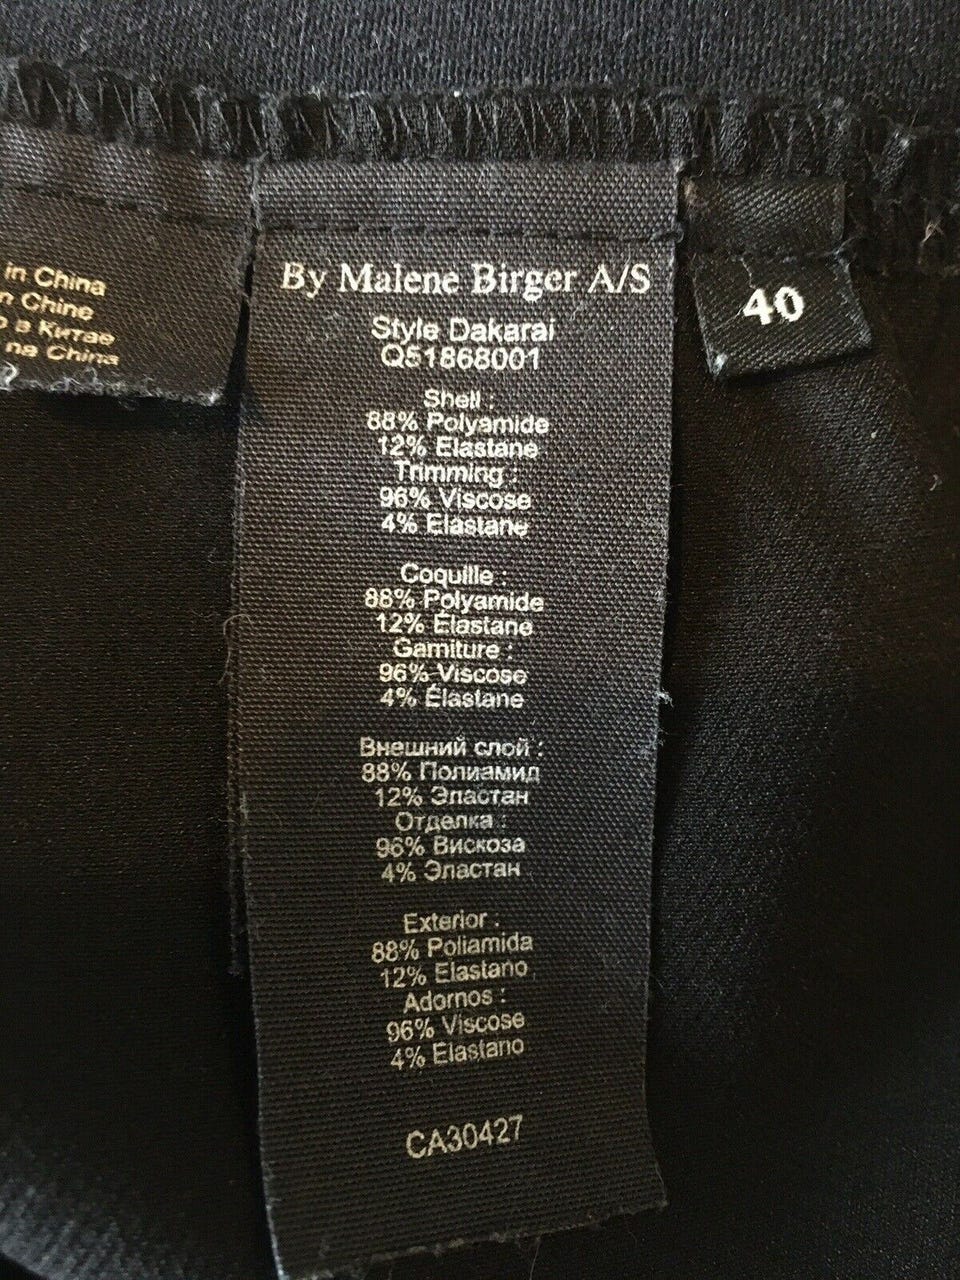 in China
n Chine
в Китае
na China
By Malene Birger A/S
Style Dakarai
Q51868001
Shell :
88% Polyamide
12% Elastane
Trimming :
96% Viscose
4% Elastane
Coquille :
88% Polyamide
12% Élastane
Garniture :
96% Viscose
4% Élastane
Внешний слой :
88% Полиамид
12% Эластан
Отделка :
96% Вискоза
4% Эластан
Exterior :
88% Poliamida
12% Elastano
Adornos :
96% Viscose
4% Elastano
CA30427
40